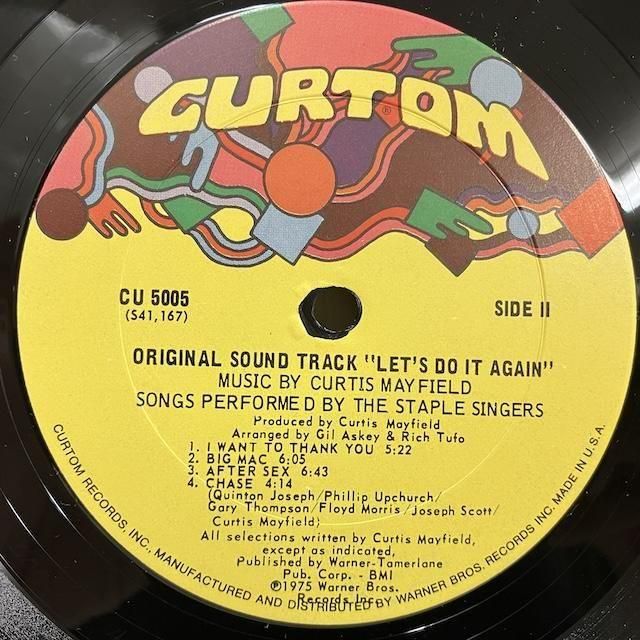 CURTOM®
CU 5005
(S41,167)
SIDE II
ORIGINAL SOUND TRACK "LET'S DO IT AGAIN"
MUSIC BY CURTIS MAYFIELD
SONGS PERFORMED BY THE STAPLE SINGERS
Produced by Curtis Mayfield
Arranged by Gil Askey & Rich Tufo
1. I WANT TO THANK YOU 5:22
2. BIG MAC 6:05
3. AFTER SEX 6:43
4. CHASE 4:14
(Quinton Joseph/Phillip Upchurch/
Gary Thompson/Floyd Morris/Joseph Scott/
Curtis Mayfield)
All selections written by Curtis Mayfield,
except as indicated,
Published by Warner-Tamerlane
Pub. Corp. - BMI
℗1975 Warner Bros.
Records Inc.
CURTOM RECORDS, INC., MANUFACTURED AND DISTRIBUTED BY WARNER BROS. RECORDS INC. MADE IN U.S.A.